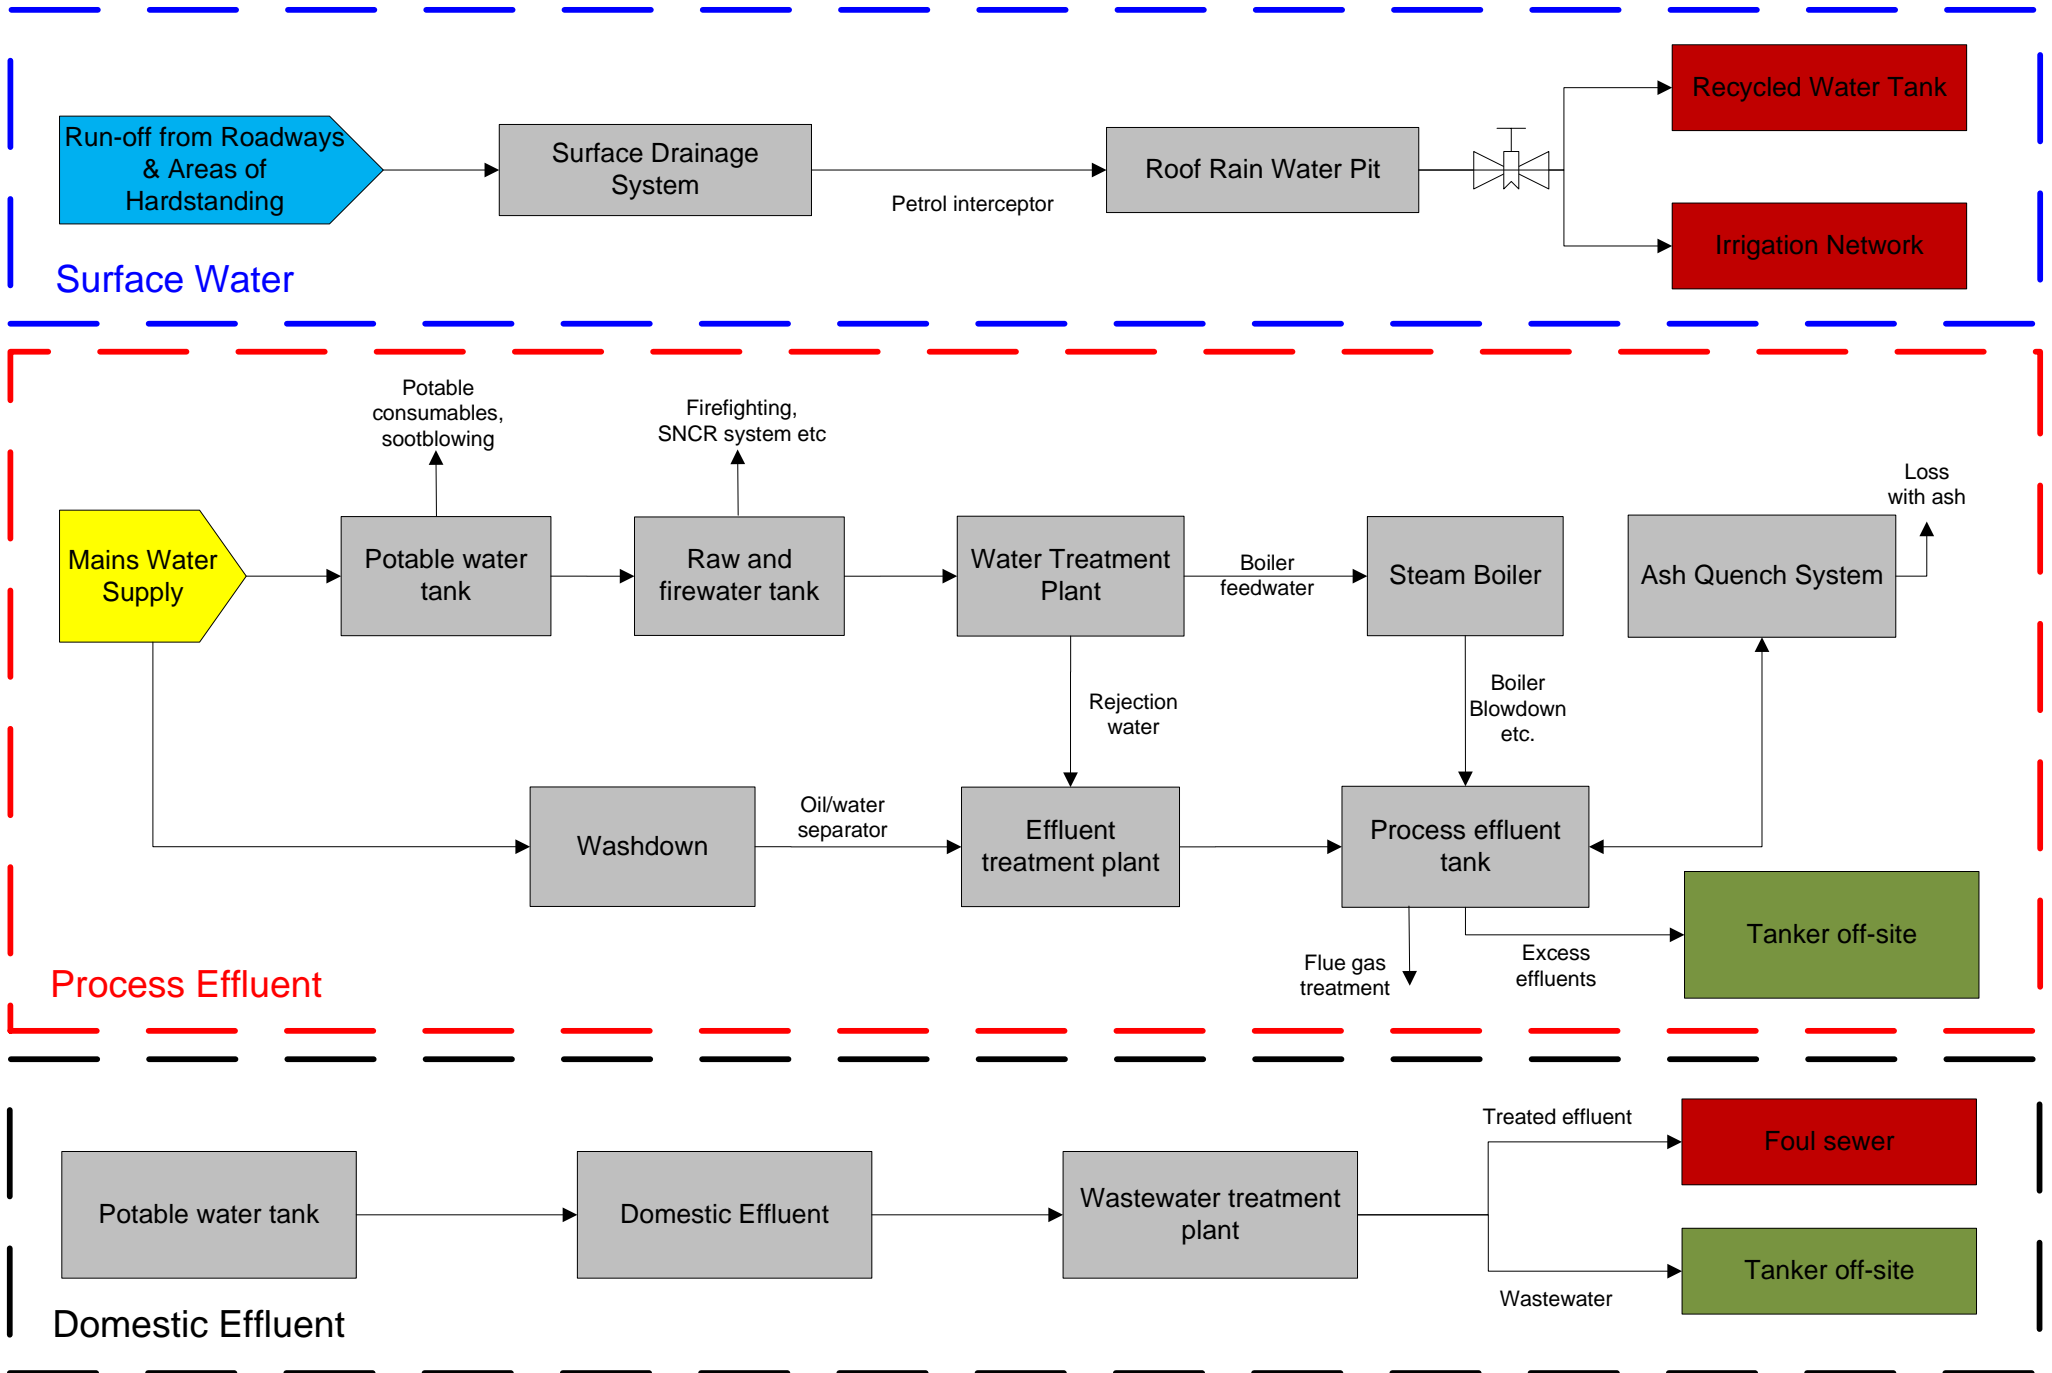 Run-off from Roadways
& Areas of
Hardstanding
Surface Drainage
System
Petrol interceptor
Roof Rain Water Pit
Recycled Water Tank
Irrigation Network
Surface Water
Potable
consumables,
sootblowing
Firefighting,
SNCR system etc
Loss
with ash
Mains Water
Supply
Potable water
tank
Raw and
firewater tank
Water Treatment
Plant
Boiler
feedwater
Steam Boiler
Ash Quench System
Rejection
water
Boiler
Blowdown
etc.
Washdown
Oil/water
separator
Effluent
treatment plant
Process effluent
tank
Tanker off-site
Flue gas
treatment
Excess
effluents
Process Effluent
Potable water tank
Domestic Effluent
Wastewater treatment
plant
Treated effluent
Foul sewer
Wastewater
Tanker off-site
Domestic Effluent